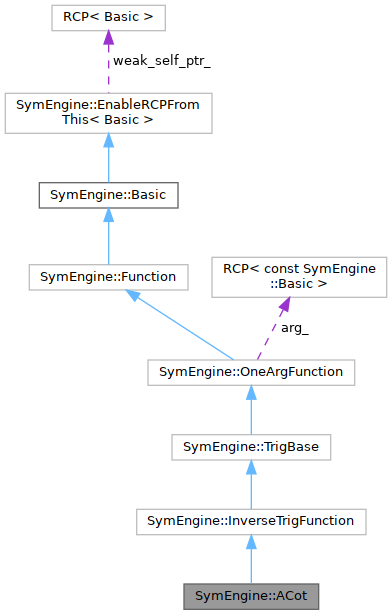 RCP< Basic >
weak_self_ptr_
SymEngine::EnableRCPFrom
This< Basic >
SymEngine::Basic
SymEngine::Function
RCP< const SymEngine
::Basic >
arg_
SymEngine::OneArgFunction
SymEngine::TrigBase
SymEngine::InverseTrigFunction
SymEngine::ACot